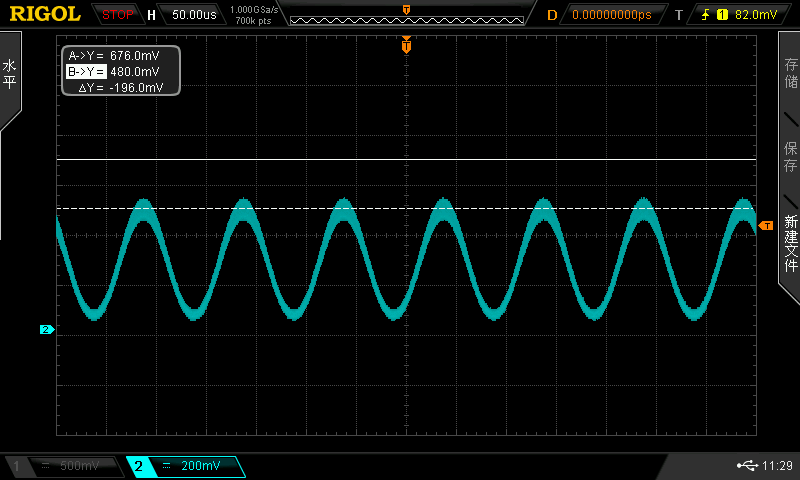 RIGOL STOP H 50.00us 1.000GSa/s 700k pts D 0.00000000ps T 1 82.0mV
T
A->Y = 676.0mV
B->Y = 480.0mV
ΔY = -196.0mV
水平
存储
保存
新建文件
T
2
1 500mV 2 200mV 11:29